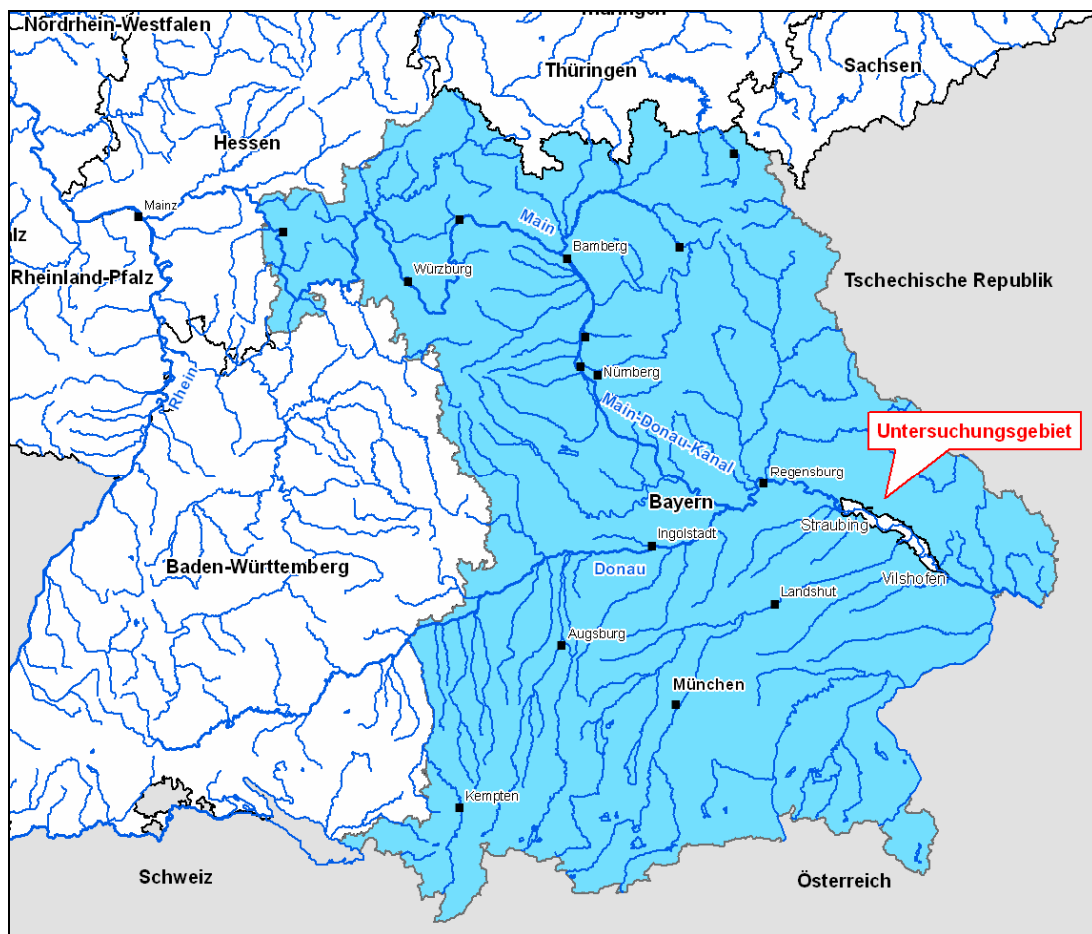 Nordrhein-Westfalen
Thüringen
Thüringen
Sachsen
Hessen
Mainz
Main
Bamberg
Würzburg
alz
Rheinland-Pfalz
Tschechische Republik
Rhein
Nürnberg
Main-Donau-Kanal
Untersuchungsgebiet
Regensburg
Bayern
Straubing
Ingolstadt
Donau
Baden-Württemberg
Vilshofen
Landshut
Augsburg
München
Kempten
Schweiz
Österreich